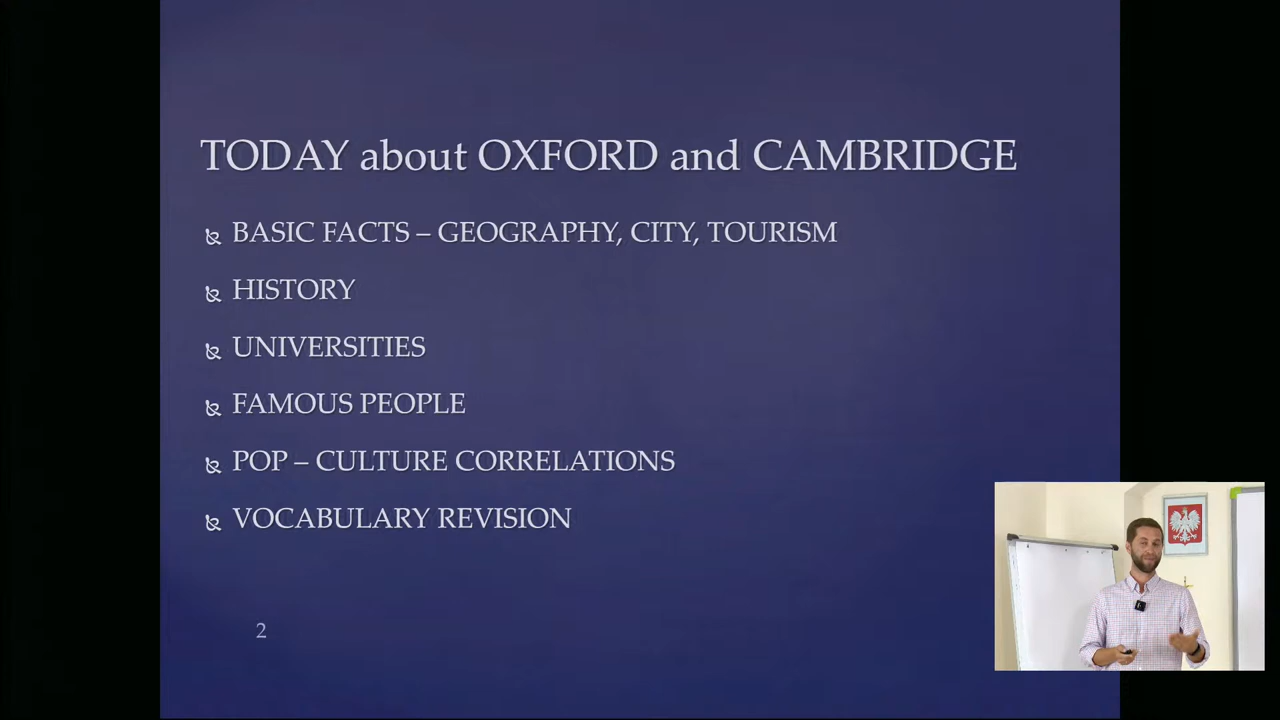 TODAY about OXFORD and CAMBRIDGE
BASIC FACTS – GEOGRAPHY, CITY, TOURISM
HISTORY
UNIVERSITIES
FAMOUS PEOPLE
POP – CULTURE CORRELATIONS
VOCABULARY REVISION
2